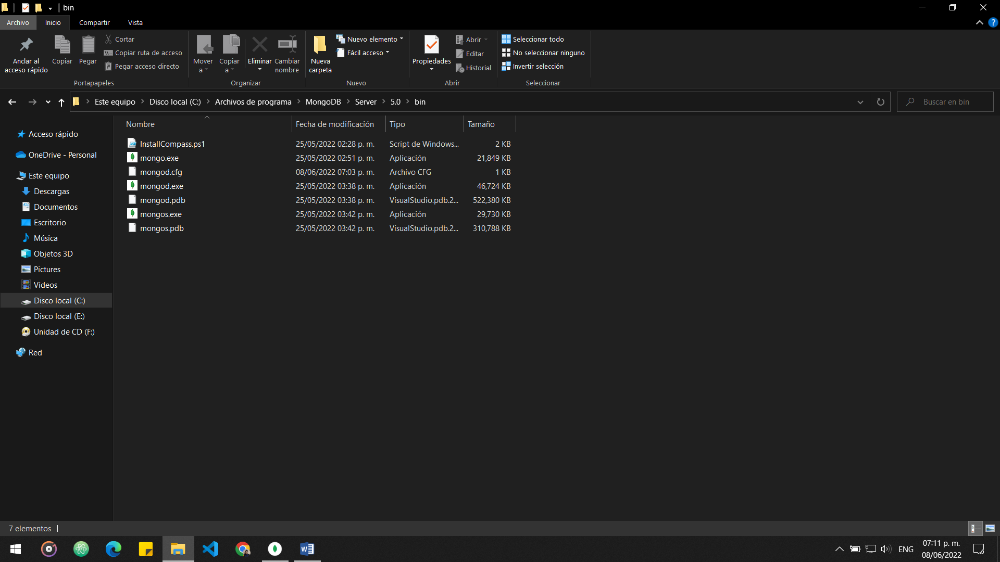 bin
Archivo Inicio Compartir Vista
Anclar al acceso rápido
Copiar
Pegar
Cortar
Copiar ruta de acceso
Pegar acceso directo
Portapapeles
Mover a
Copiar a
Eliminar
Cambiar nombre
Organizar
Nueva carpeta
Nuevo elemento
Fácil acceso
Nuevo
Propiedades
Abrir
Editar
Historial
Abrir
Seleccionar todo
No seleccionar ninguno
Invertir selección
Seleccionar
Este equipo Disco local (C:) Archivos de programa MongoDB Server 5.0 bin
Buscar en bin
Acceso rápido
OneDrive - Personal
Este equipo
Descargas
Documentos
Escritorio
Música
Objetos 3D
Pictures
Videos
Disco local (C:)
Disco local (E:)
Unidad de CD (F:)
Red
Nombre Fecha de modificación Tipo Tamaño
InstallCompass.ps1 25/05/2022 02:28 p. m. Script de Windows... 2 KB
mongo.exe 25/05/2022 02:51 p. m. Aplicación 21,849 KB
mongod.cfg 08/06/2022 07:03 p. m. Archivo CFG 1 KB
mongod.exe 25/05/2022 03:38 p. m. Aplicación 46,724 KB
mongod.pdb 25/05/2022 03:38 p. m. VisualStudio.pdb.2... 522,380 KB
mongos.exe 25/05/2022 03:42 p. m. Aplicación 29,730 KB
mongos.pdb 25/05/2022 03:42 p. m. VisualStudio.pdb.2... 310,788 KB
7 elementos
ENG
07:11 p. m.
08/06/2022